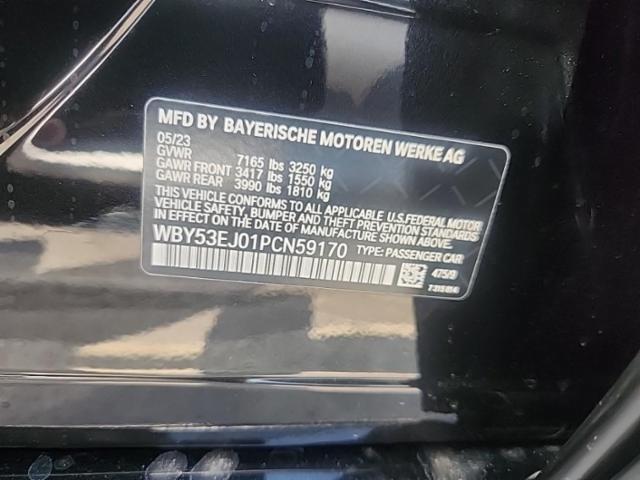 MFD BY BAYERISCHE MOTOREN WERKE AG
05/23
GVWR 7165 lbs 3250 kg
GAWR FRONT 3417 lbs 1550 kg
GAWR REAR 3990 lbs 1810 kg
THIS VEHICLE CONFORMS TO ALL APPLICABLE U.S.FEDERAL MOTOR
VEHICLE SAFETY, BUMPER AND THEFT PREVENTION STANDARDS
IN EFFECT ON THE DATE OF MANUFACTURE SHOWN ABOVE.
WBY53EJ01PCN59170 TYPE: PASSENGER CAR
475/9